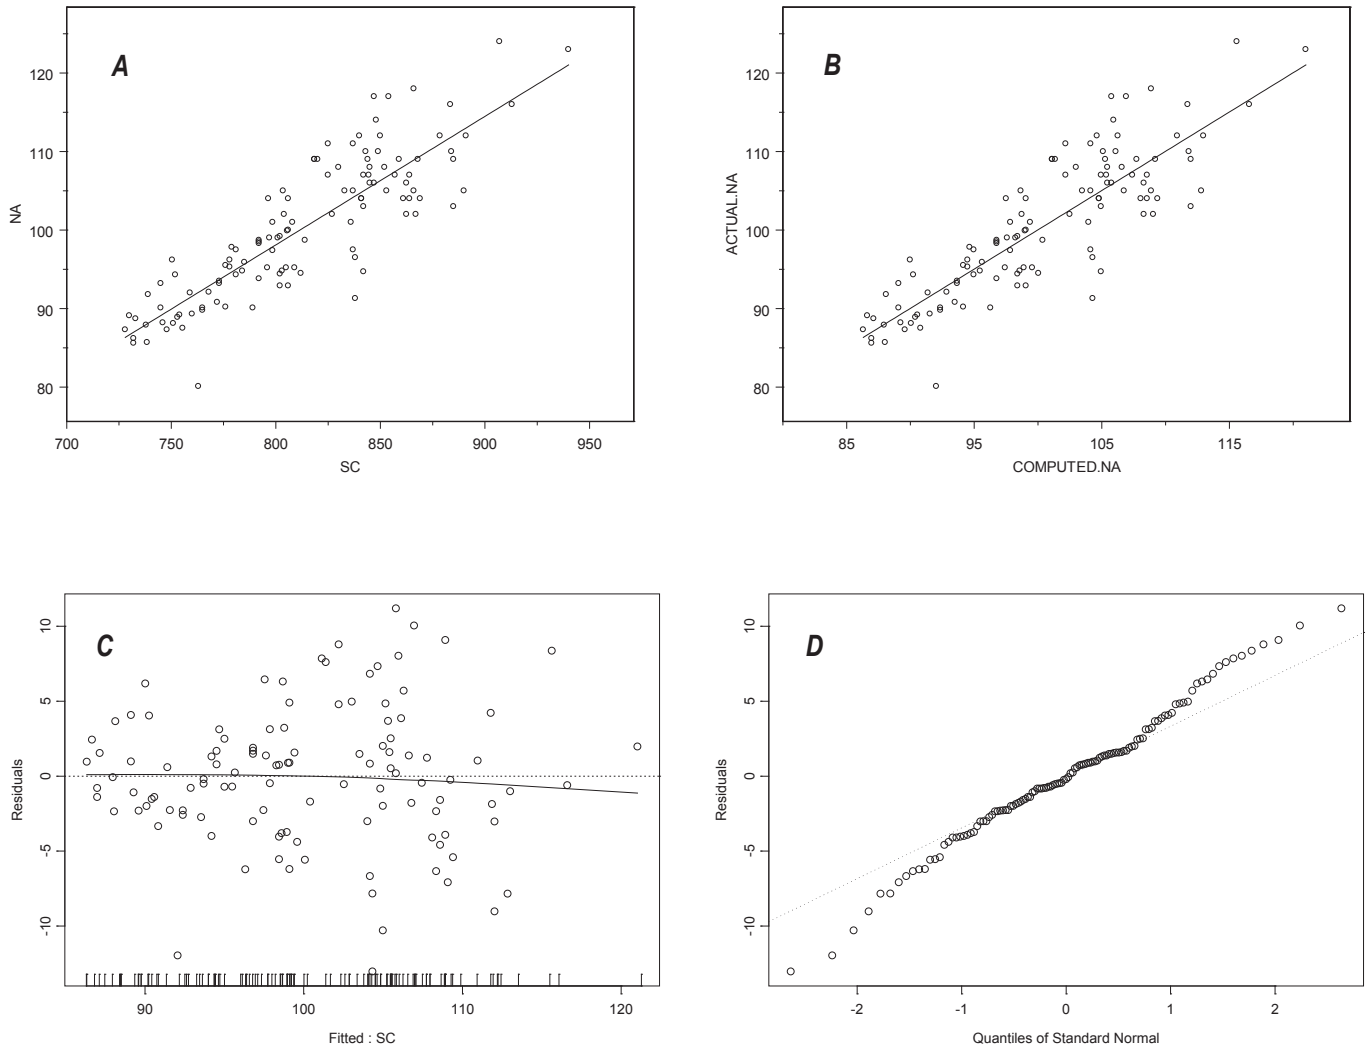 A
NA
120
110
100
90
80
700 750 800 850 900 950
SC
B
ACTUAL.NA
120
110
100
90
80
85 95 105 115
COMPUTED.NA
C
Residuals
10
5
0
-5
-10
90 100 110 120
Fitted : SC
D
Residuals
10
5
0
-5
-10
-2 -1 0 1 2
Quantiles of Standard Normal